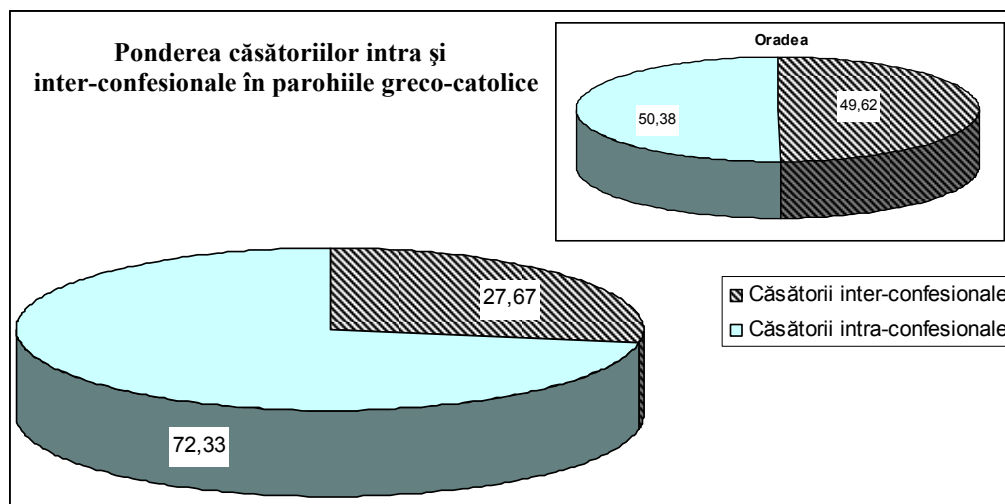 Ponderea căsătoriilor intra şi
inter-confesionale în parohiile greco-catolice
Oradea
50,38
49,62
27,67
72,33
Căsătorii inter-confesionale
Căsătorii intra-confesionale